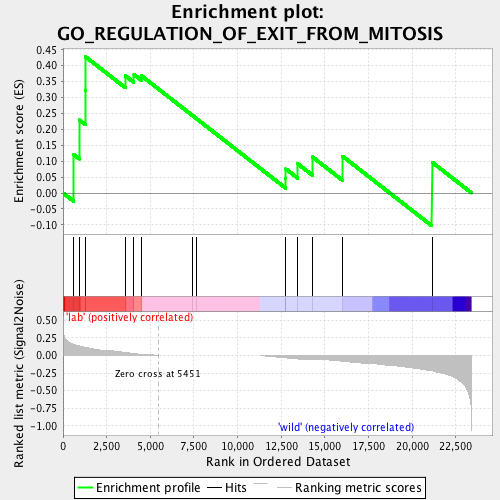 Enrichment plot:
GO_REGULATION_OF_EXIT_FROM_MITOSIS
Enrichment score (ES)
0.45
0.40
0.35
0.30
0.25
0.20
0.15
0.10
0.05
0.00
-0.05
-0.10
'lab' (positively correlated)
Ranked list metric (Signal2Noise)
0.50
0.25
0.00
-0.25
-0.50
-0.75
-1.00
Zero cross at 5451
'wild' (negatively correlated)
0
2,500
5,000
7,500
10,000
12,500
15,000
17,500
20,000
22,500
Rank in Ordered Dataset
Enrichment profile
Hits
Ranking metric scores